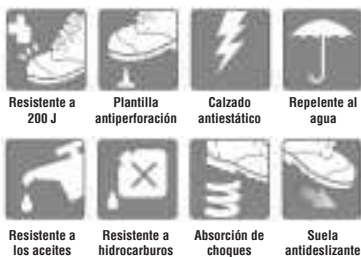 Resistente a
200 J
Plantilla
antiperforación
Calzado
antiestático
Repelente al
agua
Resistente a
los aceites
Resistente a
hidrocarburos
Absorción de
choques
Suela
antideslizante